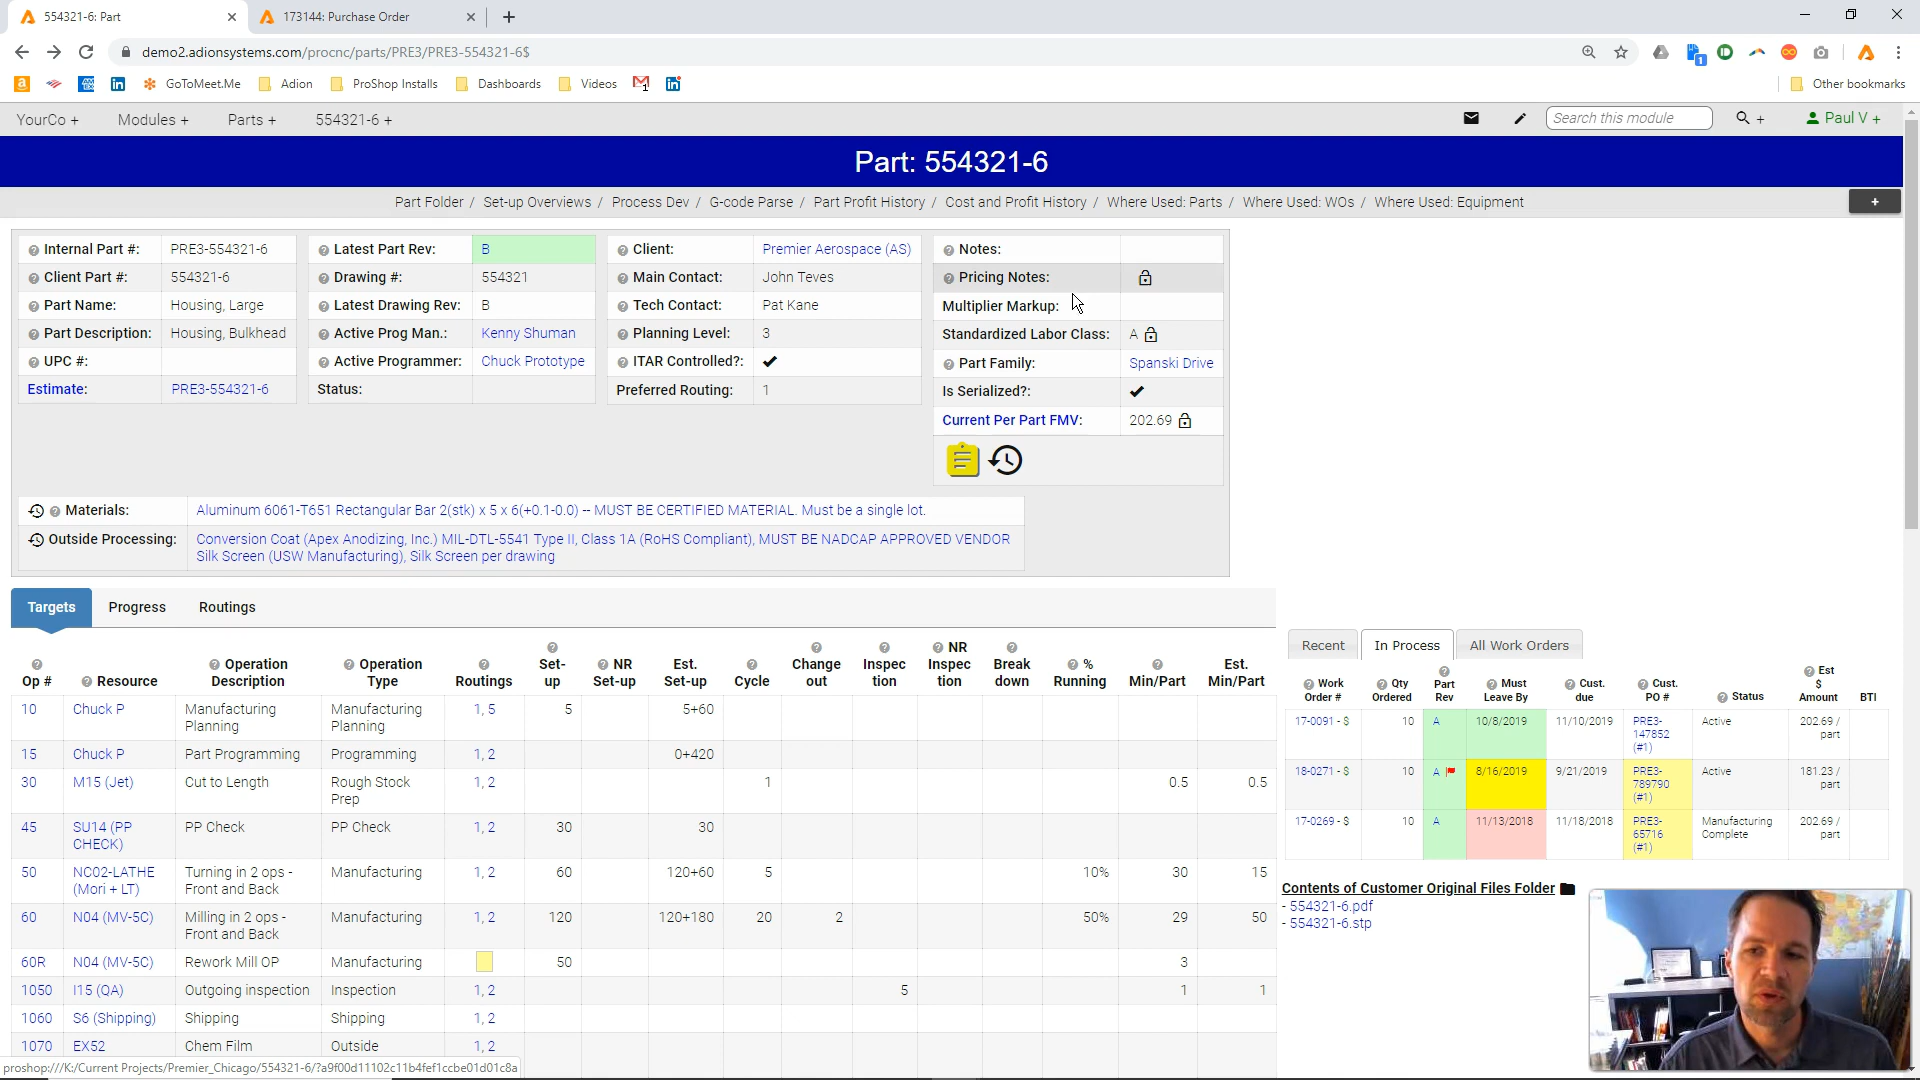 554321-6: Part
173144: Purchase Order
demo2.adionsystems.com/procnc/parts/PRE3/PRE3-554321-6$
GoToMeet.Me Adion ProShop Installs Dashboards Videos Other bookmarks
YourCo + Modules + Parts + 554321-6 + Search this module + Paul V +
Part: 554321-6
Part Folder / Set-up Overviews / Process Dev / G-code Parse / Part Profit History / Cost and Profit History / Where Used: Parts / Where Used: WOs / Where Used: Equipment +
Internal Part #: PRE3-554321-6
Client Part #: 554321-6
Part Name: Housing, Large
Part Description: Housing, Bulkhead
UPC #:
Estimate: PRE3-554321-6
Latest Part Rev: B
Drawing #: 554321
Latest Drawing Rev: B
Active Prog Man.: Kenny Shuman
Active Programmer: Chuck Prototype
Status:
Client: Premier Aerospace (AS)
Main Contact: John Teves
Tech Contact: Pat Kane
Planning Level: 3
ITAR Controlled?: ✔
Preferred Routing: 1
Notes:
Pricing Notes:
Multiplier Markup:
Standardized Labor Class: A
Part Family: Spanski Drive
Is Serialized?: ✔
Current Per Part FMV: 202.69
Materials: Aluminum 6061-T651 Rectangular Bar 2(stk) x 5 x 6(+0.1-0.0) -- MUST BE CERTIFIED MATERIAL. Must be a single lot.
Outside Processing: Conversion Coat (Apex Anodizing, Inc.) MIL-DTL-5541 Type II, Class 1A (RoHS Compliant), MUST BE NADCAP APPROVED VENDOR
Silk Screen (USW Manufacturing), Silk Screen per drawing
Targets Progress Routings
Op # Resource Operation Description Operation Type Routings Set-up NR Set-up Est. Set-up Cycle Change out Inspec tion NR Inspec tion Break down % Running Min/Part Est. Min/Part
10 Chuck P Manufacturing Planning Manufacturing Planning 1, 5 5 5+60
15 Chuck P Part Programming Programming 1, 2 0+420
30 M15 (Jet) Cut to Length Rough Stock Prep 1, 2 1 0.5 0.5
45 SU14 (PP CHECK) PP Check PP Check 1, 2 30 30
50 NC02-LATHE (Mori + LT) Turning in 2 ops - Front and Back Manufacturing 1, 2 60 120+60 5 10% 30 15
60 N04 (MV-5C) Milling in 2 ops - Front and Back Manufacturing 1, 2 120 120+180 20 2 50% 29 50
60R N04 (MV-5C) Rework Mill OP Manufacturing 50 3
1050 I15 (QA) Outgoing inspection Inspection 1, 2 5 1 1
1060 S6 (Shipping) Shipping Shipping 1, 2
1070 EX52 Chem Film Outside 1, 2
Recent In Process All Work Orders
Work Order # Qty Ordered Part Rev Must Leave By Cust. due Cust. PO # Status Est $ Amount BTI
17-0091 - $ 10 A 10/8/2019 11/10/2019 PRE3-147852 (#1) Active 202.69 / part
18-0271 - $ 10 A 8/16/2019 9/21/2019 PRE3-789790 (#1) Active 181.23 / part
17-0269 - $ 10 A 11/13/2018 11/18/2018 PRE3-65716 (#1) Manufacturing Complete 202.69 / part
Contents of Customer Original Files Folder
- 554321-6.pdf
- 554321-6.stp
proshop:///K:/Current Projects/Premier_Chicago/554321-6/?a9f00d11102c11b4fef1ccbe01d01c8a